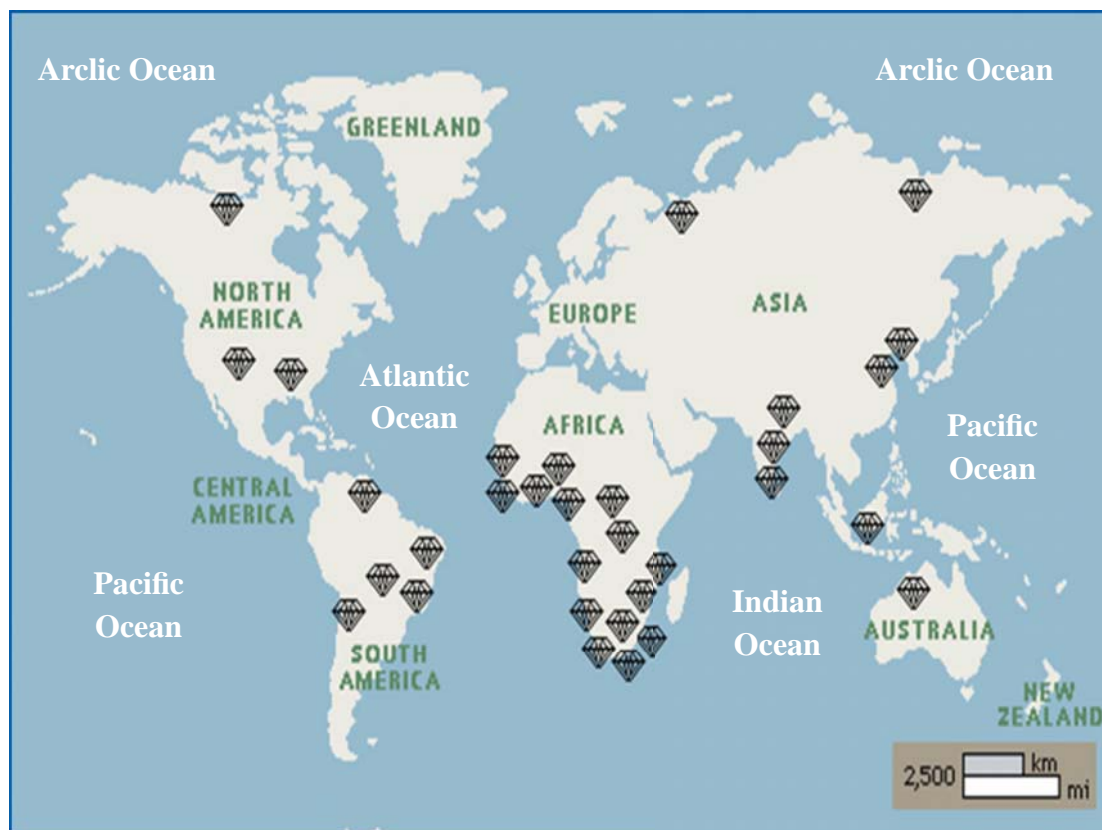 Arclic Ocean
Arclic Ocean
GREENLAND
NORTH
AMERICA
EUROPE
ASIA
Atlantic
Ocean
AFRICA
Pacific
Ocean
CENTRAL
AMERICA
Pacific
Ocean
Indian
Ocean
AUSTRALIA
SOUTH
AMERICA
NEW
ZEALAND
2,500 km
mi